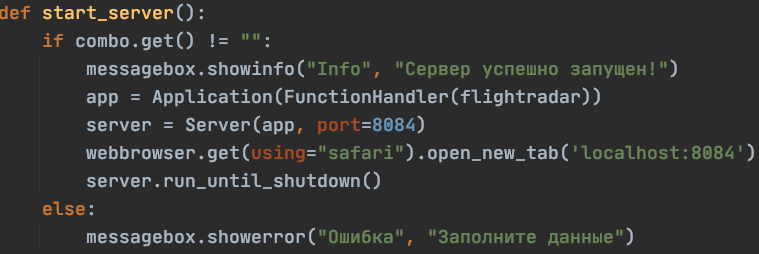 def start_server():
    if combo.get() != "":
        messagebox.showinfo("Info", "Сервер успешно запущен!")
        app = Application(FunctionHandler(flightradar))
        server = Server(app, port=8084)
        webbrowser.get(using="safari").open_new_tab('localhost:8084')
        server.run_until_shutdown()
    else:
        messagebox.showerror("Ошибка", "Заполните данные")